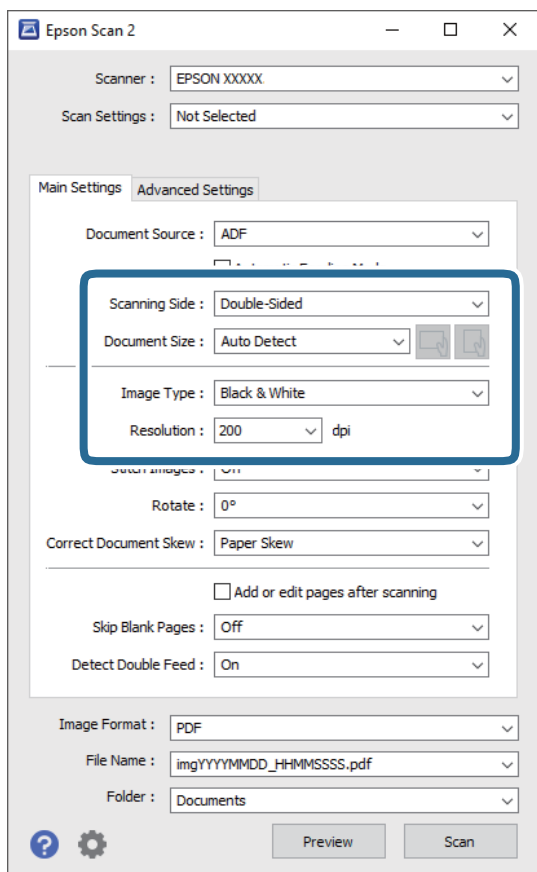 Epson Scan 2
Scanner : EPSON XXXXX
Scan Settings : Not Selected
Main Settings Advanced Settings
Document Source : ADF
Scanning Side : Double-Sided
Document Size : Auto Detect
Image Type : Black & White
Resolution : 200 dpi
Stitch Images : Off
Rotate : 0°
Correct Document Skew : Paper Skew
Add or edit pages after scanning
Skip Blank Pages : Off
Detect Double Feed : On
Image Format : PDF
File Name : imgYYYYMMDD_HHMMSSSS.pdf
Folder : Documents
? Preview Scan